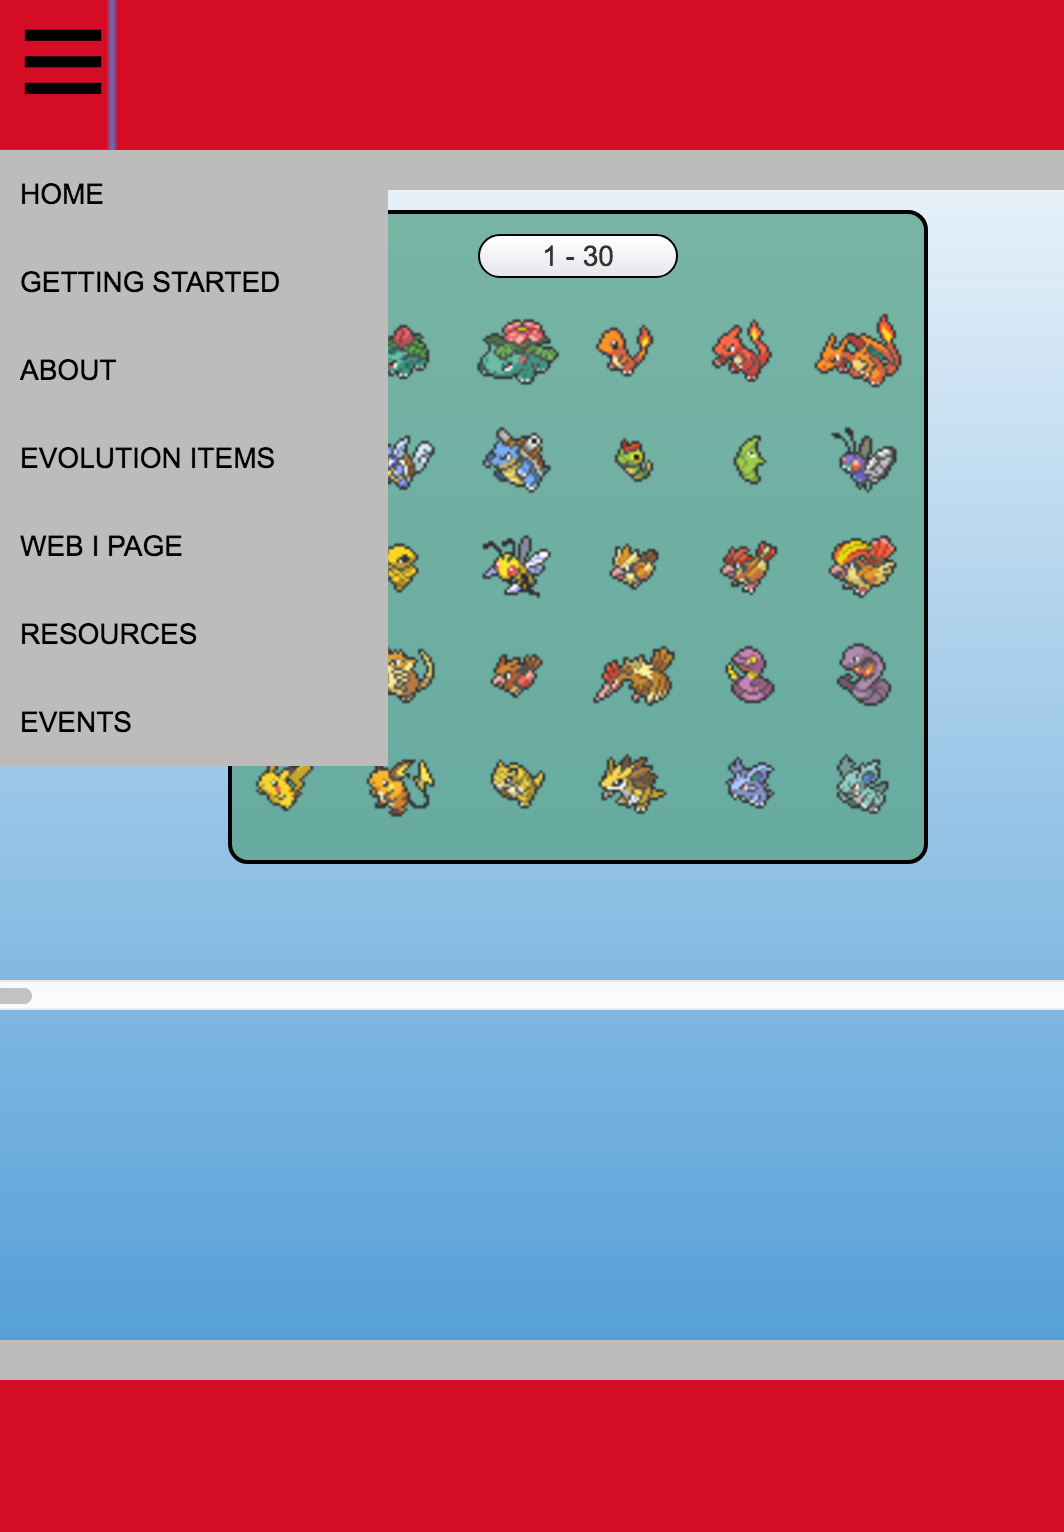 HOME
1 - 30
GETTING STARTED
ABOUT
EVOLUTION ITEMS
WEB I PAGE
RESOURCES
EVENTS